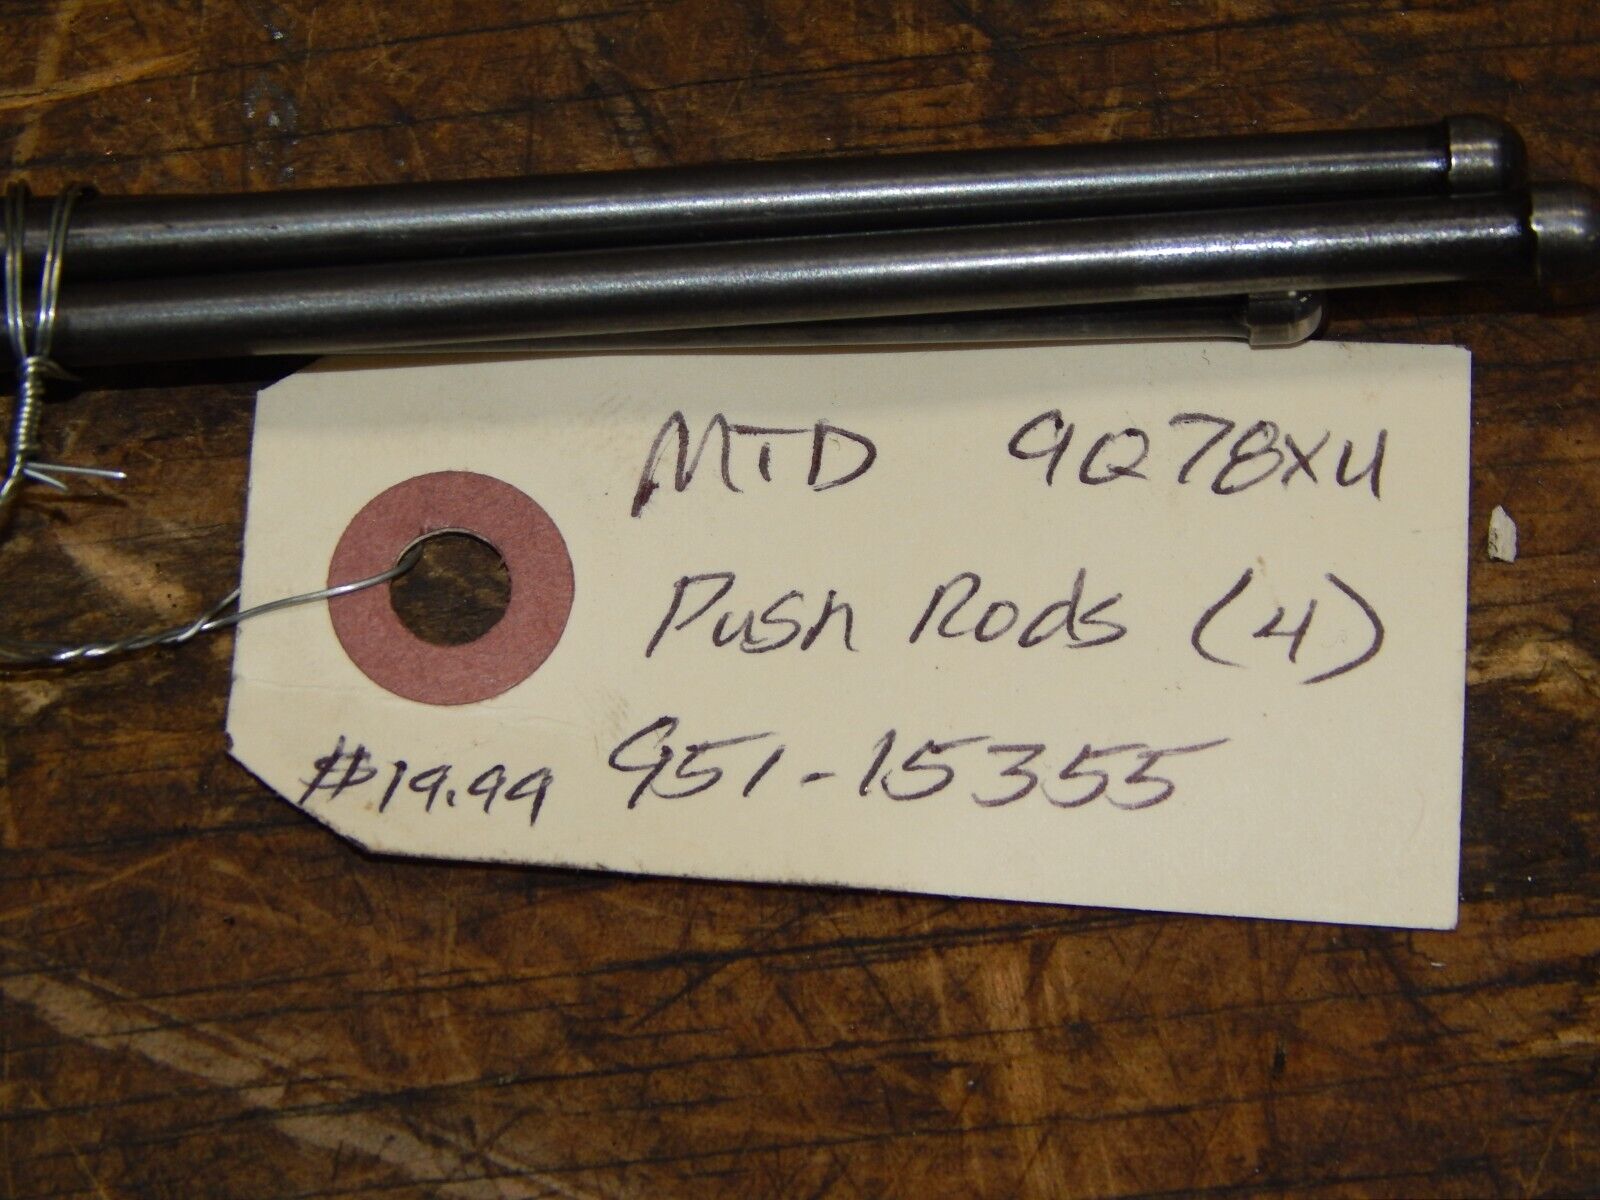 MTD 9Q78XU
Push Rods (4)
951-15355
$19.99